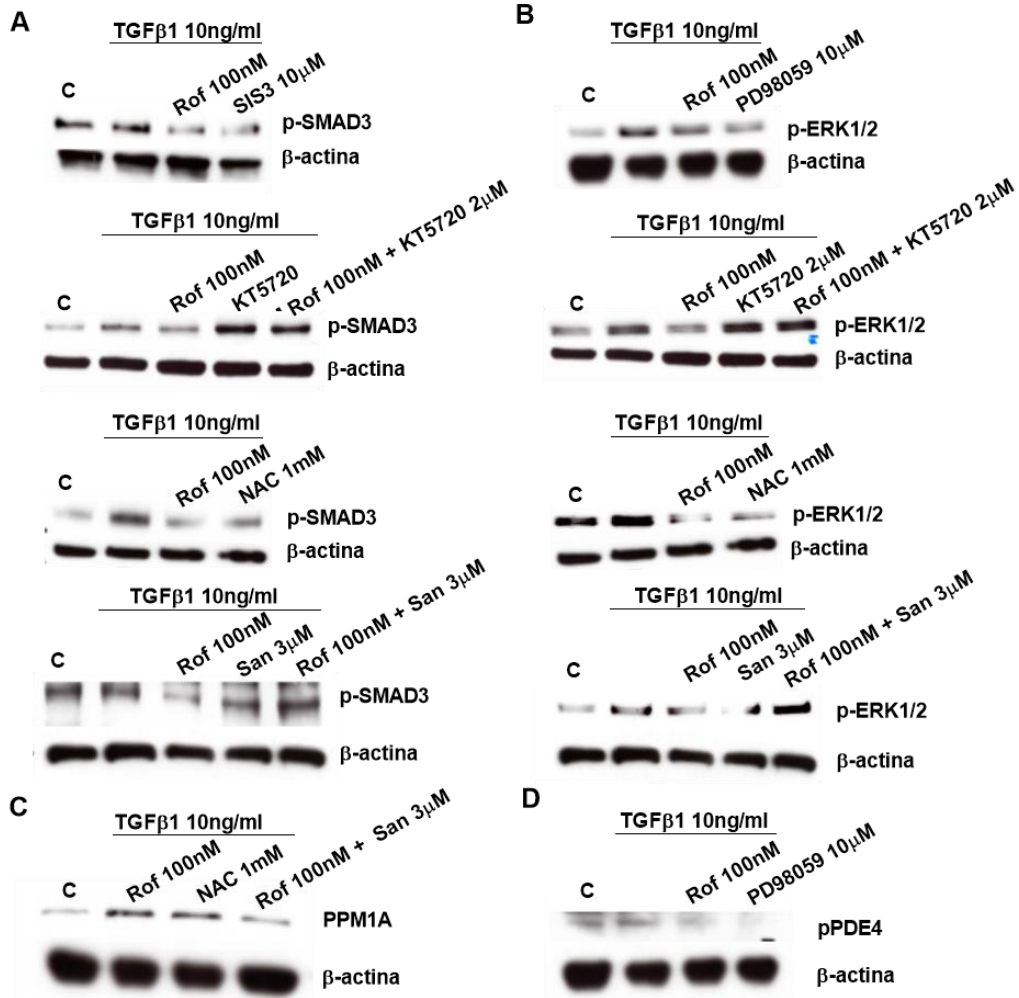 A
TGFβ1 10ng/ml
C
Rof 100nM
SIS3 10µM
p-SMAD3
β-actina
TGFβ1 10ng/ml
C
Rof 100nM
KT5720
Rof 100nM + KT5720 2µM
p-SMAD3
β-actina
TGFβ1 10ng/ml
C
Rof 100nM
NAC 1mM
p-SMAD3
β-actina
TGFβ1 10ng/ml
C
Rof 100nM
San 3µM
Rof 100nM + San 3µM
p-SMAD3
β-actina
B
TGFβ1 10ng/ml
C
Rof 100nM
PD98059 10µM
p-ERK1/2
β-actina
TGFβ1 10ng/ml
C
Rof 100nM
KT5720 2µM
Rof 100nM + KT5720 2µM
p-ERK1/2
β-actina
TGFβ1 10ng/ml
C
Rof 100nM
NAC 1mM
p-ERK1/2
β-actina
TGFβ1 10ng/ml
C
Rof 100nM
San 3µM
Rof 100nM + San 3µM
p-ERK1/2
β-actina
C
TGFβ1 10ng/ml
C
Rof 100nM
NAC 1mM
Rof 100nM + San 3µM
PPM1A
β-actina
D
TGFβ1 10ng/ml
C
Rof 100nM
PD98059 10µM
pPDE4
β-actina